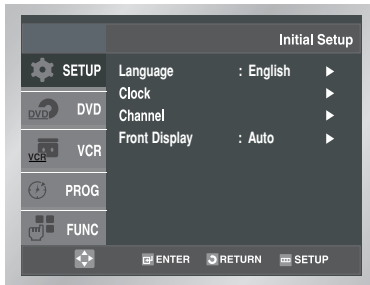 Initial Setup
SETUP
Language : English ►
Clock ►
DVD DVD
Channel ►
Front Display : Auto ►
VCR VCR
PROG
FUNC
ENTER RETURN SETUP